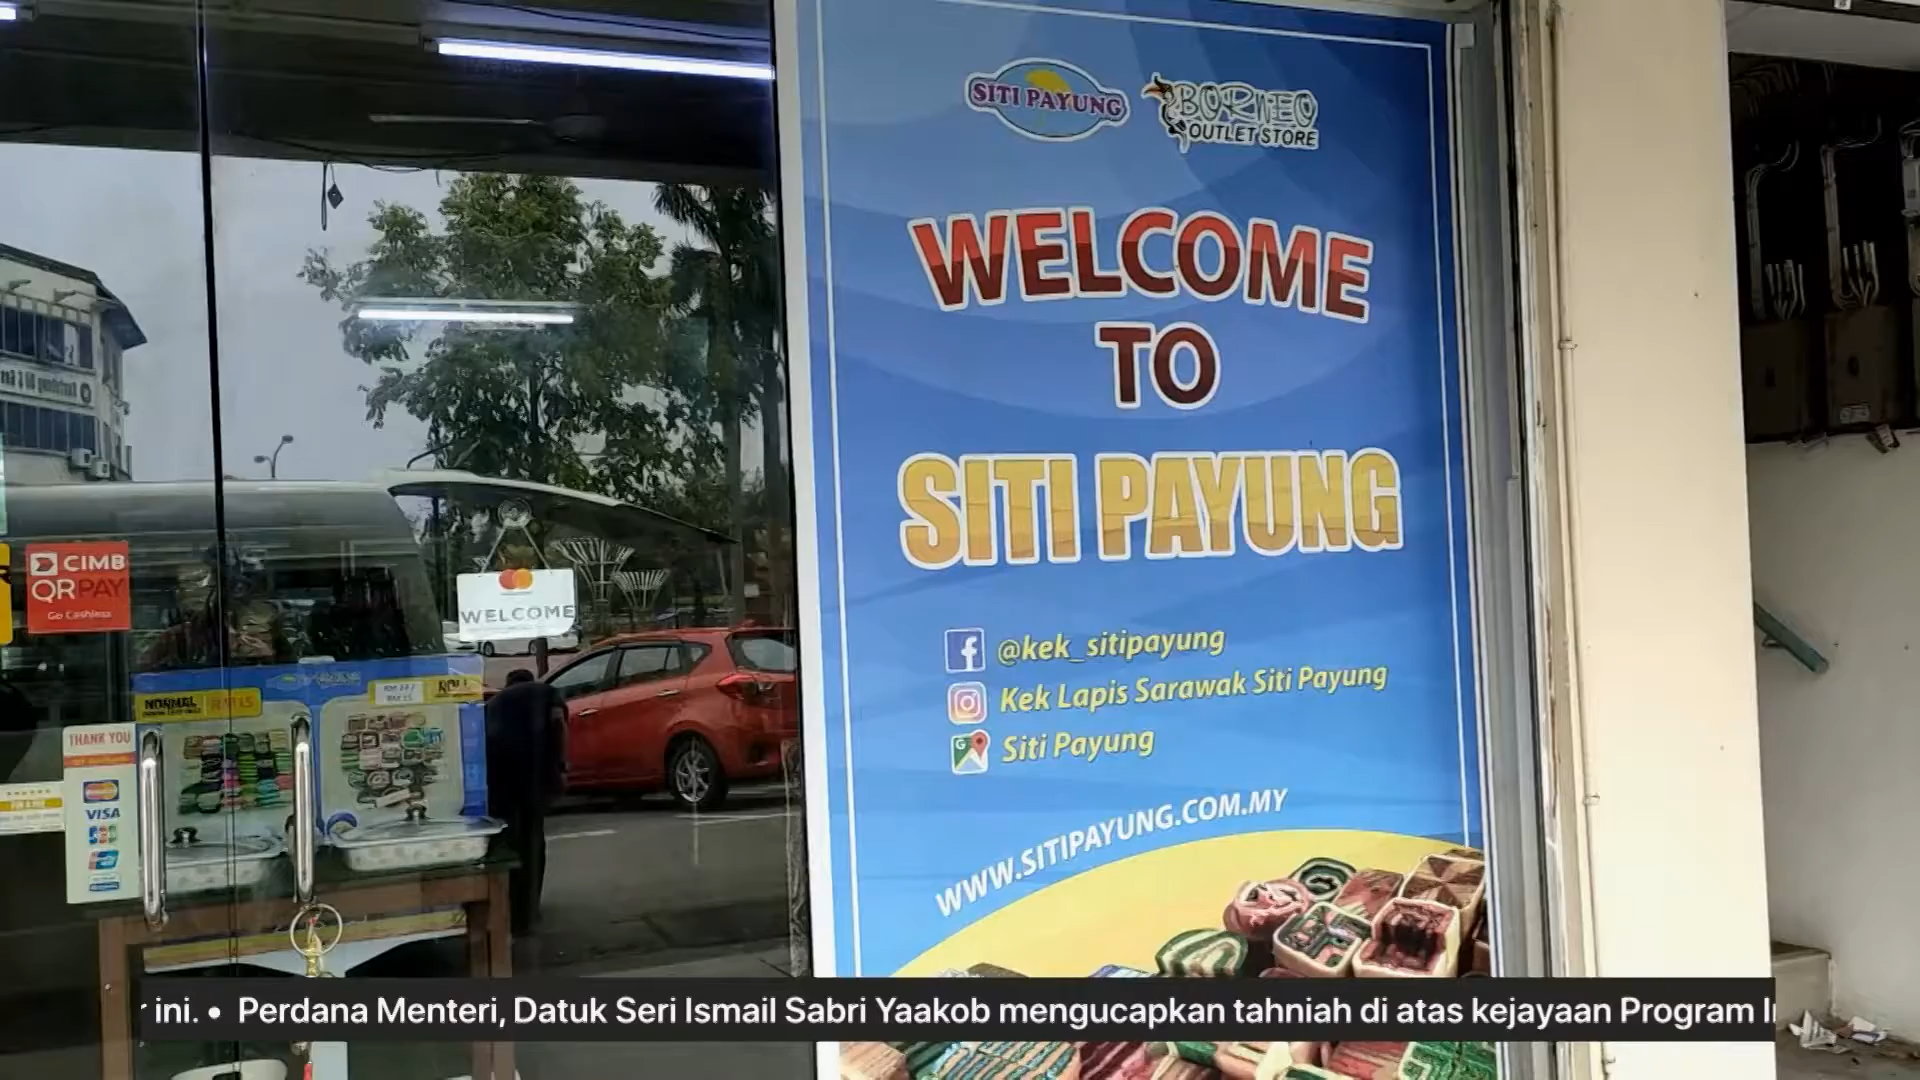 SITI PAYUNG
BORNEO
OUTLET STORE
WELCOME
TO
SITI PAYUNG
@kek_sitipayung
Kek Lapis Sarawak Siti Payung
Siti Payung
WWW.SITIPAYUNG.COM.MY
CIMB
QR PAY
Go Cashless
WELCOME
NORMAL
ROLL
THANK YOU
VISA
JCB
ini. • Perdana Menteri, Datuk Seri Ismail Sabri Yaakob mengucapkan tahniah di atas kejayaan Program